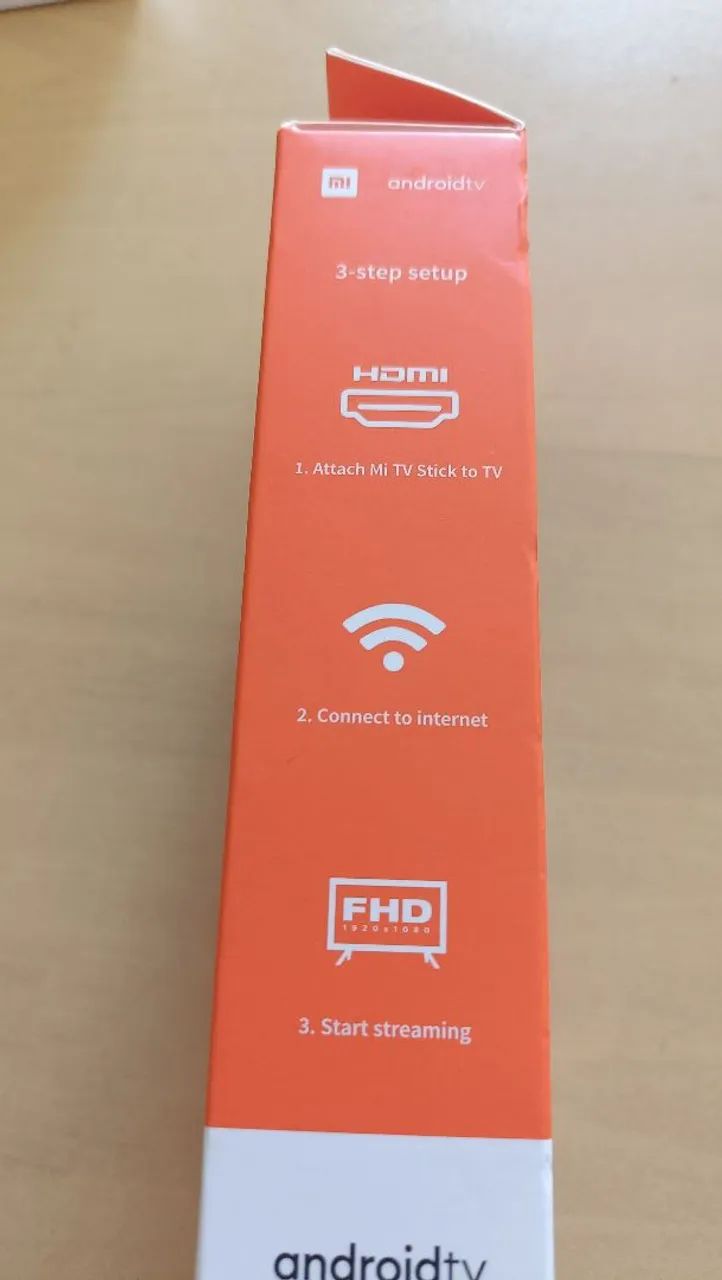 mi androidtv
3-step setup
HDMI
1. Attach Mi TV Stick to TV
2. Connect to internet
FHD
1920x1080
3. Start streaming
androidtv